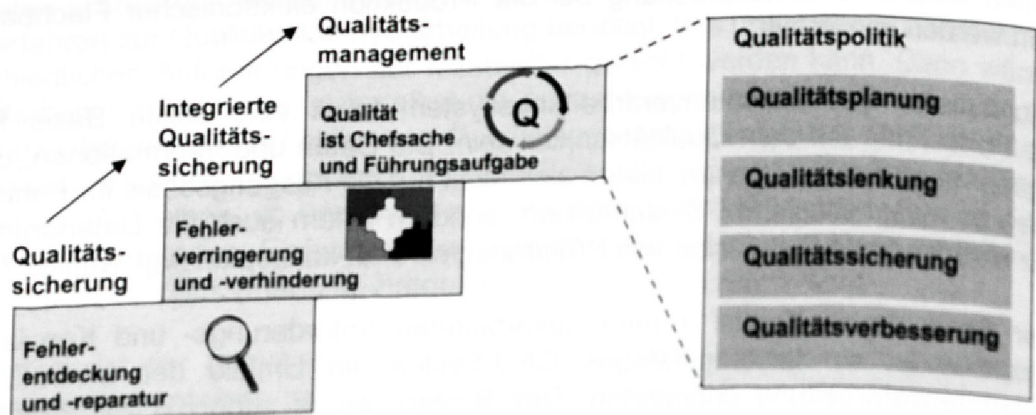 Qualitäts-
management
Qualität
ist Chefsache
und Führungsaufgabe
Q
Integrierte
Qualitäts-
sicherung
Fehler-
verringerung
und -verhinderung
Qualitäts-
sicherung
Fehler-
entdeckung
und -reparatur
Qualitätspolitik
Qualitätsplanung
Qualitätslenkung
Qualitätssicherung
Qualitätsverbesserung